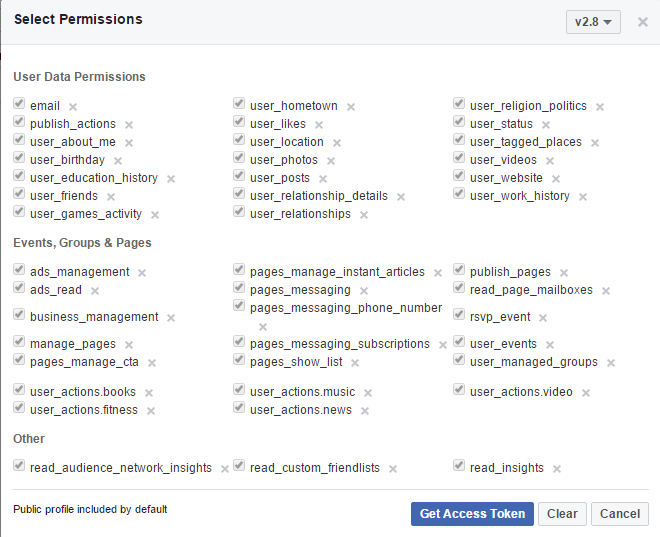 Select Permissions
v2.8
User Data Permissions
email user_hometown user_religion_politics
publish_actions user_likes user_status
user_about_me user_location user_tagged_places
user_birthday user_photos user_videos
user_education_history user_posts user_website
user_friends user_relationship_details user_work_history
user_games_activity user_relationships
Events, Groups & Pages
ads_management pages_manage_instant_articles publish_pages
ads_read pages_messaging read_page_mailboxes
business_management pages_messaging_phone_number rsvp_event
manage_pages pages_messaging_subscriptions user_events
pages_manage_cta pages_show_list user_managed_groups
user_actions.books user_actions.music user_actions.video
user_actions.fitness user_actions.news
Other
read_audience_network_insights read_custom_friendlists read_insights
Public profile included by default
Get Access Token Clear Cancel